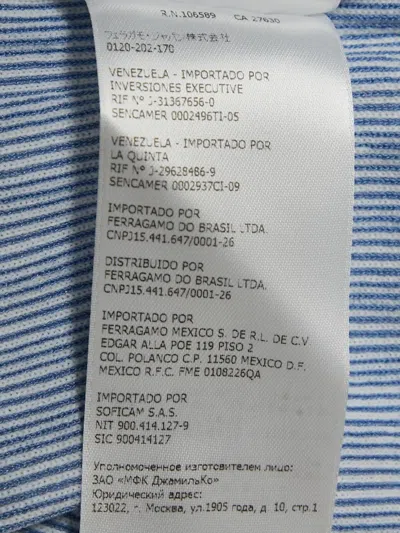 R.N.106589 CA 27630
フェラガモ・ジャパン株式会社
0120-202-170
VENEZUELA - IMPORTADO POR
INVERSIONES EXECUTIVE
RIF Nº J-31367656-0
SENCAMER 0002496TI-05
VENEZUELA - IMPORTADO POR
LA QUINTA
RIF Nº J-29628486-9
SENCAMER 0002937CI-09
IMPORTADO POR
FERRAGAMO DO BRASIL LTDA.
CNPJ15.441.647/0001-26
DISTRIBUIDO POR
FERRAGAMO DO BRASIL LTDA.
CNPJ15.441.647/0001-26
IMPORTADO POR
FERRAGAMO MEXICO S. DE R.L. DE C.V
EDGAR ALLA POE 119 PISO 2
COL. POLANCO C.P. 11560 MEXICO D.F.
MEXICO R.F.C. FME 0108226QA
IMPORTADO POR
SOFICAM S.A.S.
NIT 900.414.127-9
SIC 900414127
Уполномоченное изготовителем лицо:
ЗАО «МФК ДжамильКо»
Юридический адрес:
123022, г. Москва, ул.1905 года, д. 10, стр.1